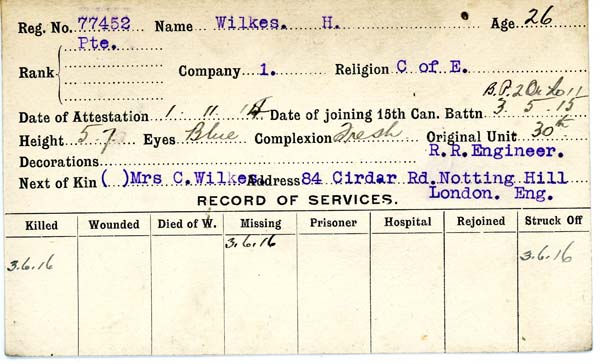 Reg. No. 77452 Name Wilkes. H. Age 26
Pte.
Rank Company 1. Religion C of E.
Date of Attestation 1 11 14 Date of joining 15th Can. Battn 3 5 15
Height 5 7 Eyes Blue Complexion Fresh Original Unit 30th
Decorations R.R.Engineer.
Next of Kin ( )Mrs C.Wilkes. Address 84 Cirdar Rd. Notting Hill
London. Eng.
RECORD OF SERVICES.
Killed Wounded Died of W. Missing Prisoner Hospital Rejoined Struck Off
3.6.16
3.6.16 3.6.16